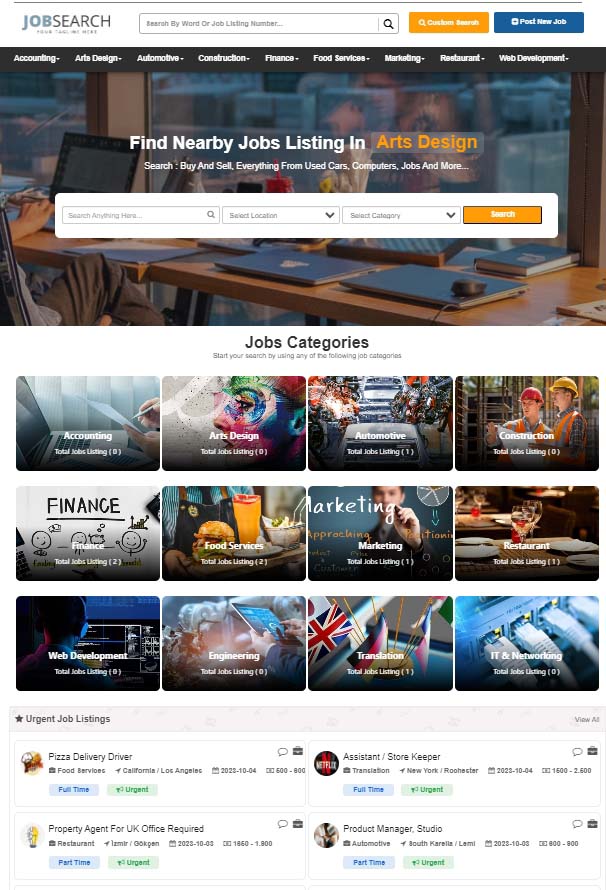 JOBSEARCH
YOUR TAGLINE HERE
Search By Word Or Job Listing Number...
Custom Search
Post New Job
Accounting Arts Design Automotive Construction Finance Food Services Marketing Restaurant Web Development
Find Nearby Jobs Listing In Arts Design
Search : Buy And Sell, Everything From Used Cars, Computers, Jobs And More...
Search Anything Here...
Select Location
Select Category
Search
Jobs Categories
Start your search by using any of the following job categories
Accounting
Total Jobs Listing ( 0 )
Arts Design
Total Jobs Listing ( 0 )
Automotive
Total Jobs Listing ( 1 )
Construction
Total Jobs Listing ( 0 )
FINANCE
Finance
Total Jobs Listing ( 2 )
Food Services
Total Jobs Listing ( 2 )
Marketing
Approching
Customer
Marketing
Total Jobs Listing ( 1 )
Restaurant
Total Jobs Listing ( 1 )
Web Development
Total Jobs Listing ( 0 )
Engineering
Total Jobs Listing ( 0 )
Translation
Total Jobs Listing ( 1 )
IT & Networking
Total Jobs Listing ( 0 )
Urgent Job Listings
View All
Pizza Delivery Driver
Food Services California / Los Angeles 2023-10-04 500 - 800
Full Time Urgent
NETFLIX
Assistant / Store Keeper
Translation New York / Rochester 2023-10-04 1500 - 2.500
Full Time Urgent
Property Agent For UK Office Required
Restaurant İzmir / Gökçen 2023-10-03 1650 - 1.900
Part Time Urgent
Product Manager, Studio
Automotive South Karelia / Lemi 2023-10-03 600 - 900
Part Time Urgent